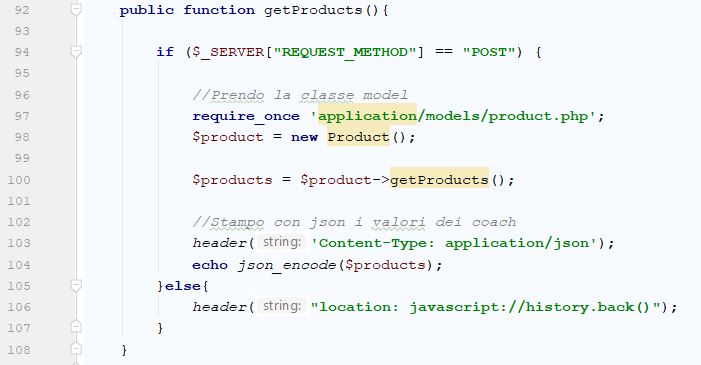 92 public function getProducts(){
93
94 if ($_SERVER["REQUEST_METHOD"] == "POST") {
95
96 //Prendo la classe model
97 require_once 'application/models/product.php';
98 $product = new Product();
99
100 $products = $product->getProducts();
101
102 //Stampo con json i valori dei coach
103 header( string: 'Content-Type: application/json');
104 echo json_encode($products);
105 }else{
106 header( string: "location: javascript://history.back()");
107 }
108 }